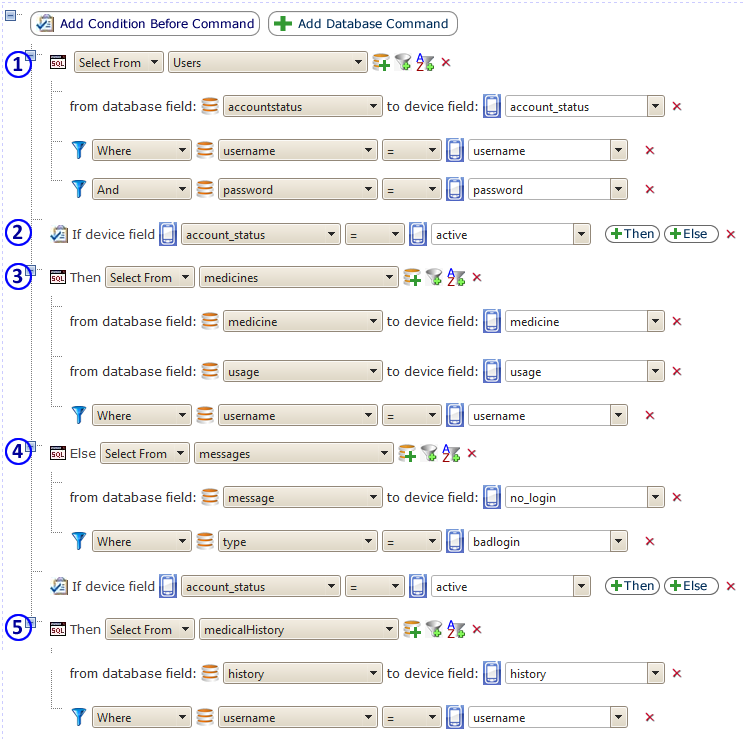 Add Condition Before Command Add Database Command
1 SQL Select From Users AZ
from database field: accountstatus to device field: account_status
Where username = username
And password = password
2 If device field account_status = active Then Else
3 SQL Then Select From medicines AZ
from database field: medicine to device field: medicine
from database field: usage to device field: usage
Where username = username
4 SQL Else Select From messages AZ
from database field: message to device field: no_login
Where type = badlogin
If device field account_status = active Then Else
5 SQL Then Select From medicalHistory AZ
from database field: history to device field: history
Where username = username